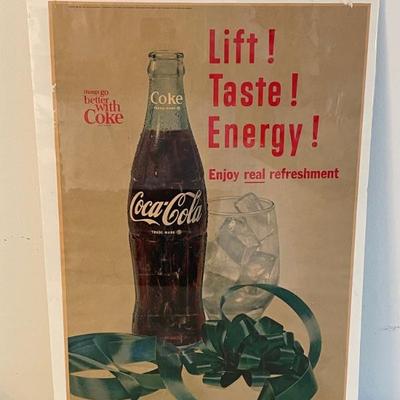 Lift!
Taste!
Energy!
Enjoy real refreshment
things go
better
with
Coke
Coke
Coca-Cola
TRADE-MARK ®